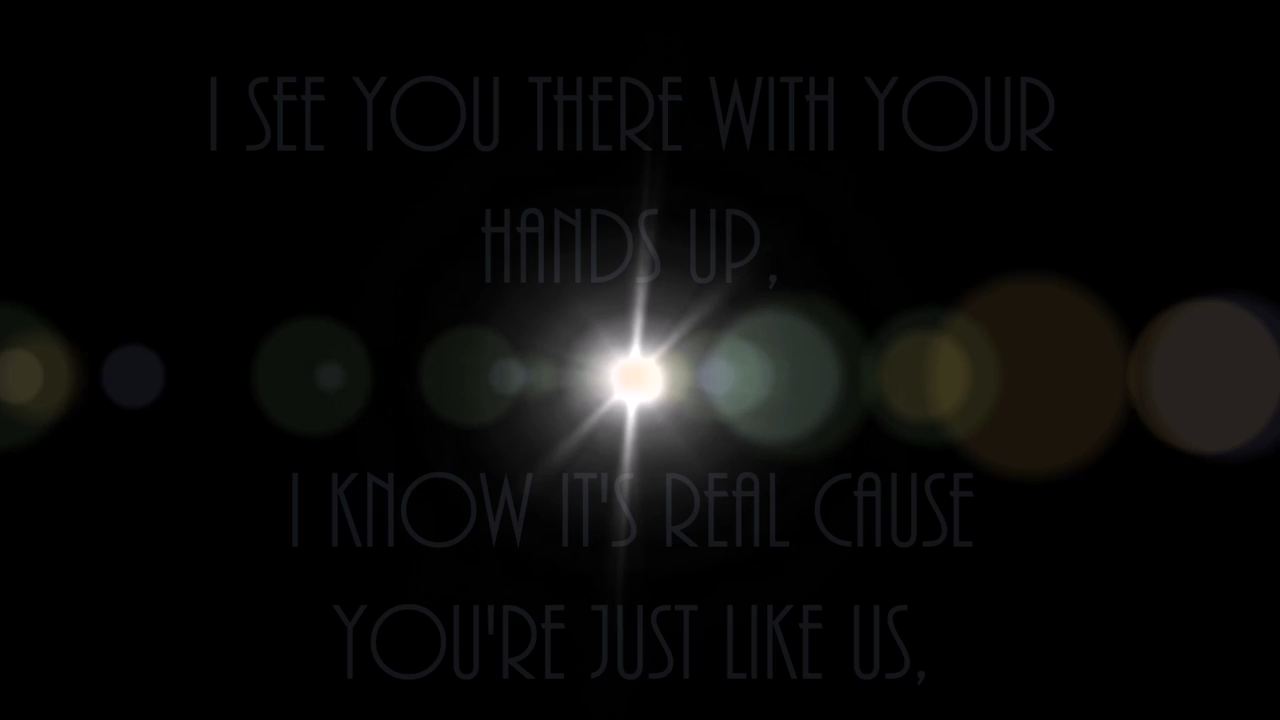 I SEE YOU THERE WITH YOUR
HANDS UP,
I KNOW IT'S REAL CAUSE
YOU'RE JUST LIKE US,